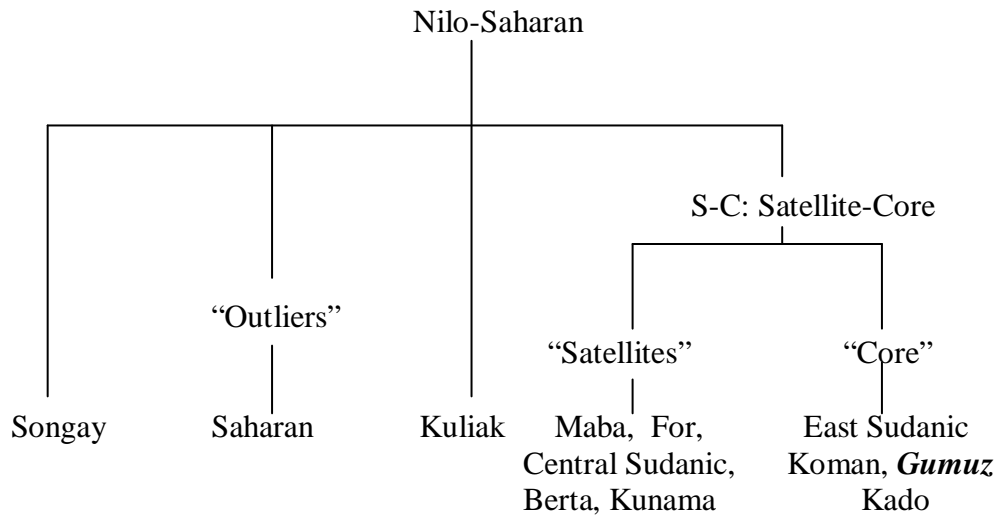 Nilo-Saharan
S-C: Satellite-Core
“Outliers”
“Satellites”
“Core”
Songay
Saharan
Kuliak
Maba, For,
Central Sudanic,
Berta, Kunama
East Sudanic
Koman, Gumuz
Kado